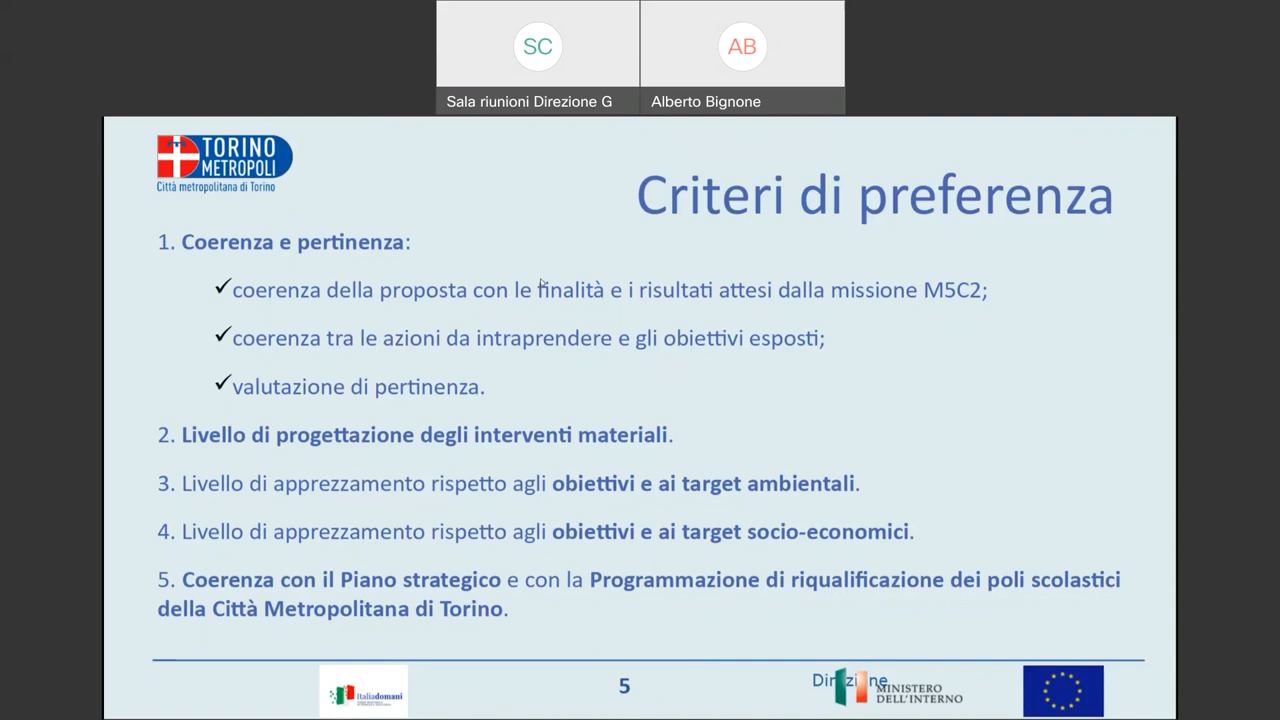 SC
AB
Sala riunioni Direzione G
Alberto Bignone
TORINO
METROPOLI
Città metropolitana di Torino
Criteri di preferenza
1. Coerenza e pertinenza:
✓coerenza della proposta con le finalità e i risultati attesi dalla missione M5C2;
✓coerenza tra le azioni da intraprendere e gli obiettivi esposti;
✓valutazione di pertinenza.
2. Livello di progettazione degli interventi materiali.
3. Livello di apprezzamento rispetto agli obiettivi e ai target ambientali.
4. Livello di apprezzamento rispetto agli obiettivi e ai target socio-economici.
5. Coerenza con il Piano strategico e con la Programmazione di riqualificazione dei poli scolastici
della Città Metropolitana di Torino.
Italiadomani
5
Direzione
MINISTERO
DELL'INTERNO